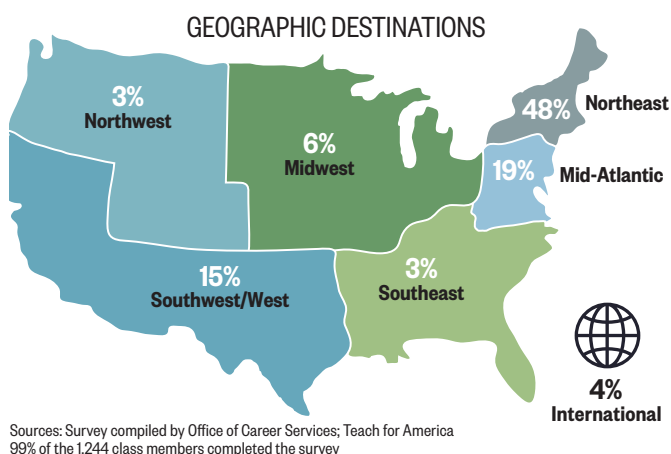 GEOGRAPHIC DESTINATIONS
3%
Northwest
6%
Midwest
48%
Northeast
19%
Mid-Atlantic
15%
Southwest/West
3%
Southeast
4%
International
Sources: Survey compiled by Office of Career Services; Teach for America
99% of the 1,244 class members completed the survey